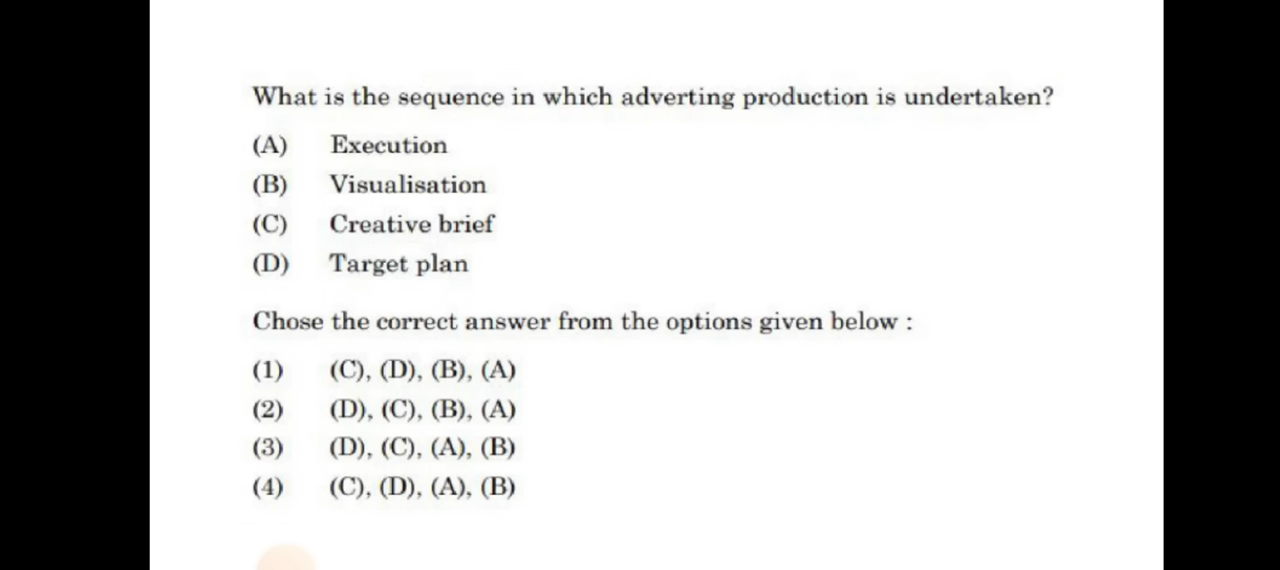 What is the sequence in which adverting production is undertaken?
(A) Execution
(B) Visualisation
(C) Creative brief
(D) Target plan
Chose the correct answer from the options given below :
(1) (C), (D), (B), (A)
(2) (D), (C), (B), (A)
(3) (D), (C), (A), (B)
(4) (C), (D), (A), (B)